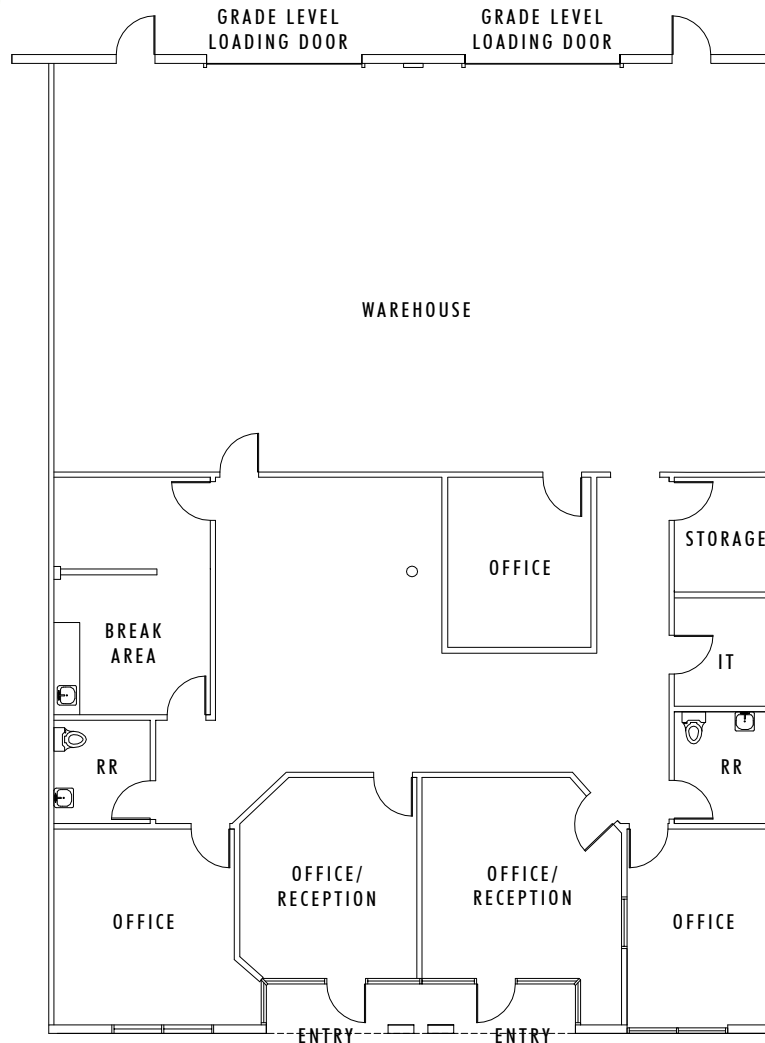 GRADE LEVEL
LOADING DOOR
GRADE LEVEL
LOADING DOOR
WAREHOUSE
STORAGE
OFFICE
BREAK
AREA
IT
RR
RR
OFFICE/
RECEPTION
OFFICE/
RECEPTION
OFFICE
OFFICE
ENTRY
ENTRY